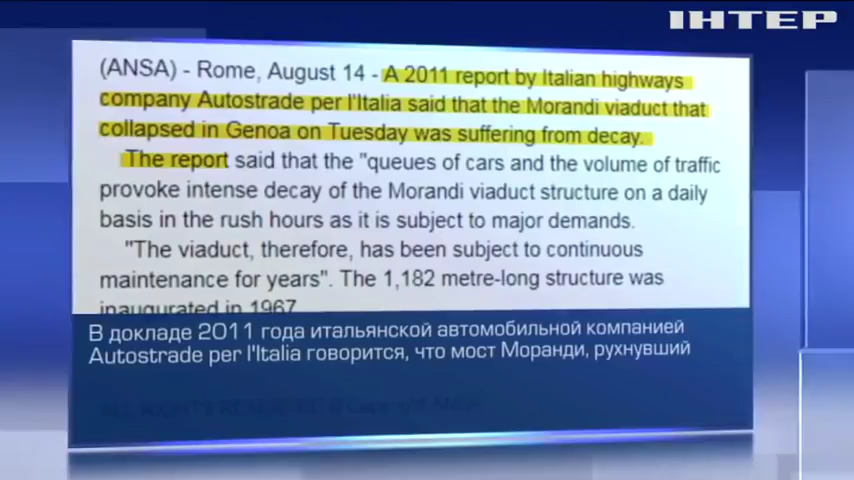 ІНТЕР
(ANSA) - Rome, August 14 - A 2011 report by Italian highways
company Autostrade per l'Italia said that the Morandi viaduct that
collapsed in Genoa on Tuesday was suffering from decay.
The report said that the "queues of cars and the volume of traffic
provoke intense decay of the Morandi viaduct structure on a daily
basis in the rush hours as it is subject to major demands.
"The viaduct, therefore, has been subject to continuous
maintenance for years". The 1,182 metre-long structure was
inaugurated in 1967
В докладе 2011 года итальянской автомобильной компанией
Autostrade per l'Italia говорится, что мост Моранди, рухнувший